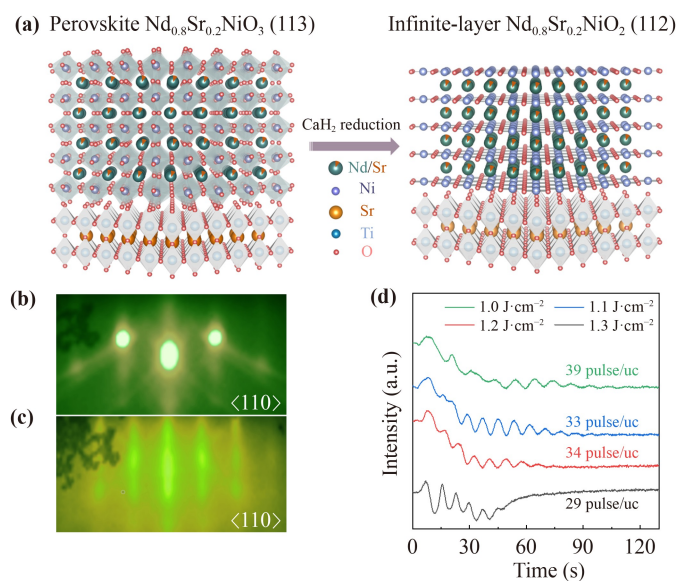 (a) Perovskite Nd₀.₈Sr₀.₂NiO₃ (113)
Infinite-layer Nd₀.₈Sr₀.₂NiO₂ (112)
CaH₂ reduction
Nd/Sr
Ni
Sr
Ti
O
(b)
⟨110⟩
(c)
⟨110⟩
(d)
1.0 J·cm⁻² 1.1 J·cm⁻²
1.2 J·cm⁻² 1.3 J·cm⁻²
39 pulse/uc
33 pulse/uc
34 pulse/uc
29 pulse/uc
Intensity (a.u.)
0 30 60 90 120
Time (s)